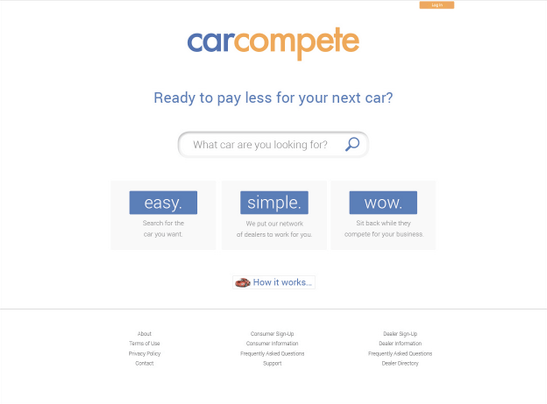 Log In
carcompete
Ready to pay less for your next car?
What car are you looking for?
easy.
Search for the
car you want.
simple.
We put our network
of dealers to work for you.
wow.
Sit back while they
compete for your business.
How it works...
About
Terms of Use
Privacy Policy
Contact
Consumer Sign-Up
Consumer Information
Frequently Asked Questions
Support
Dealer Sign-Up
Dealer Information
Frequently Asked Questions
Dealer Directory